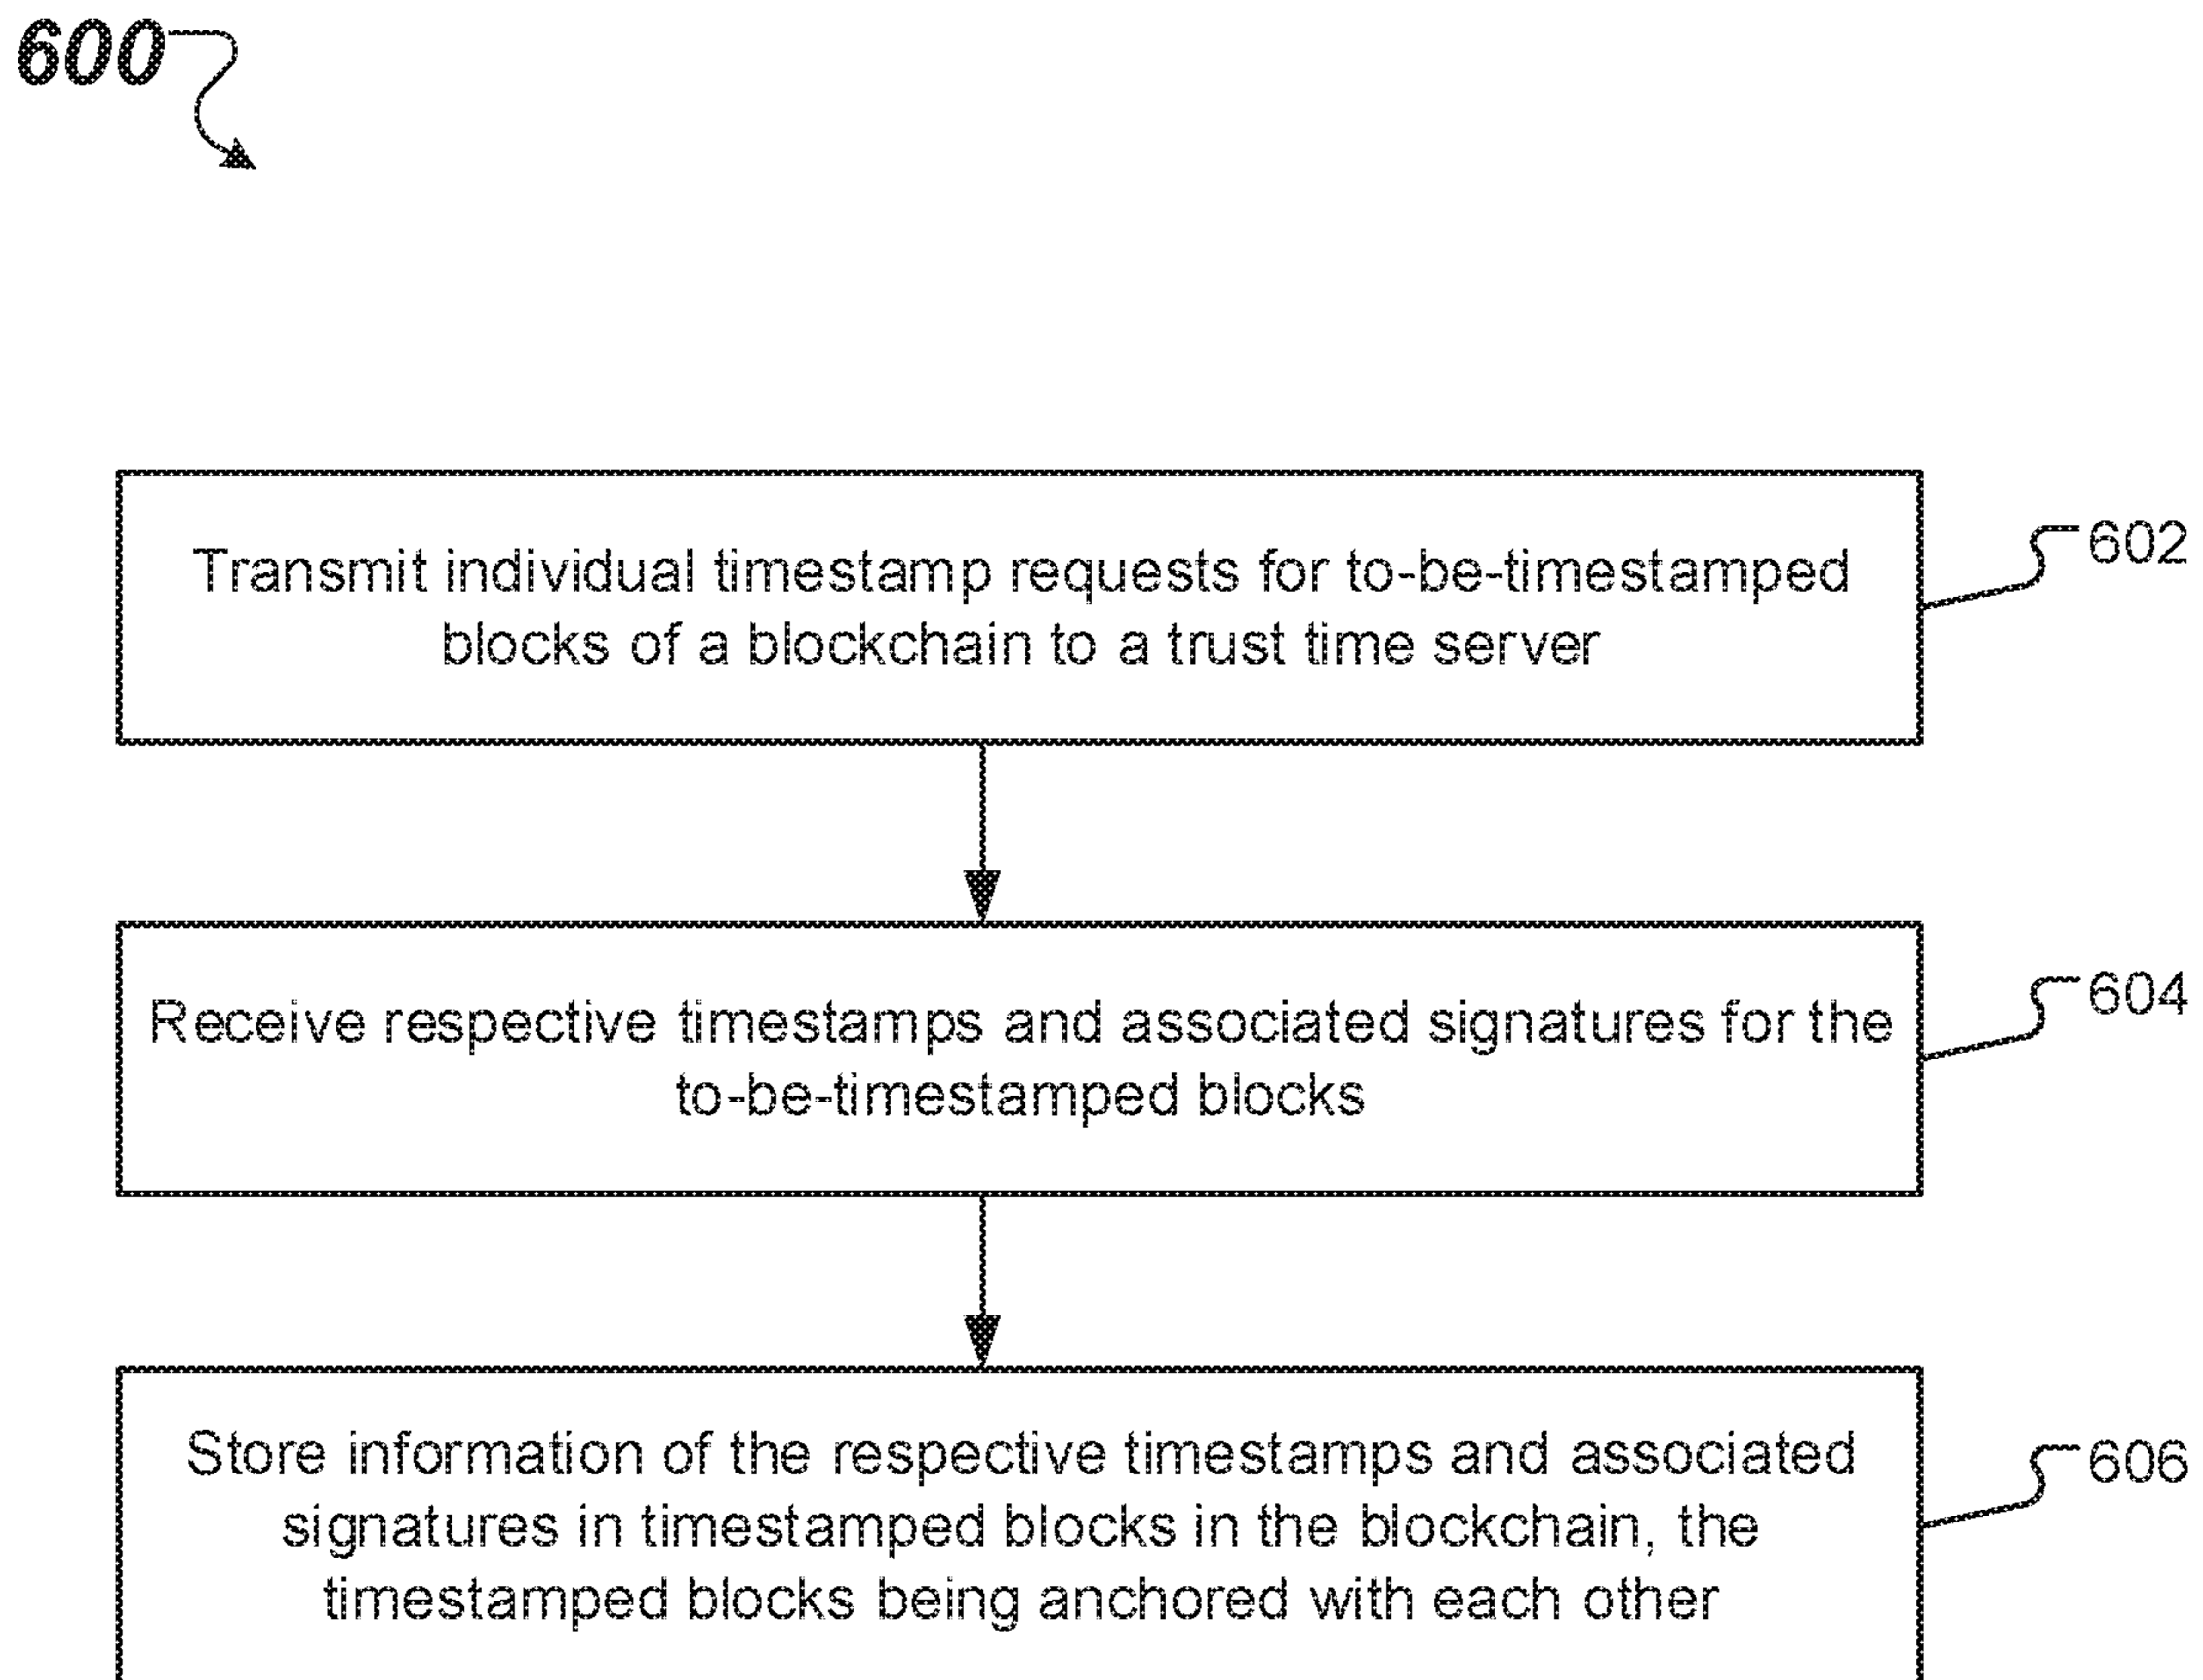 600
Transmit individual timestamp requests for to-be-timestamped
blocks of a blockchain to a trust time server
602
Receive respective timestamps and associated signatures for the
to-be-timestamped blocks
604
Store information of the respective timestamps and associated
signatures in timestamped blocks in the blockchain, the
timestamped blocks being anchored with each other
606